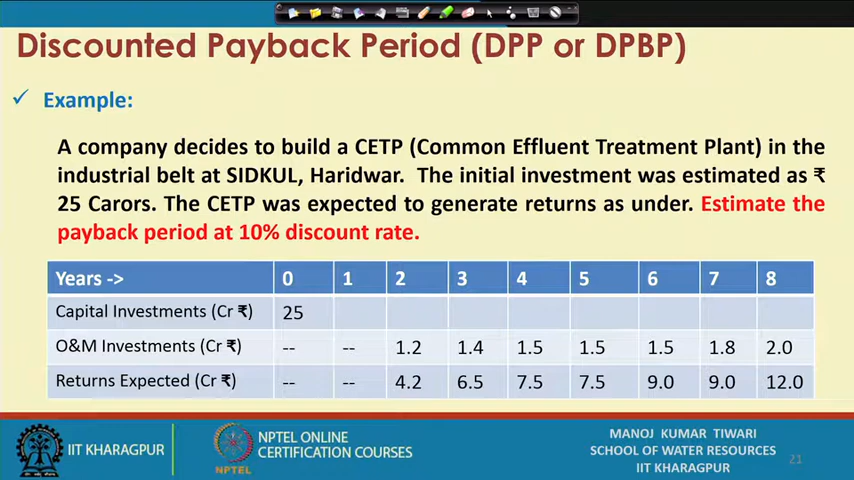 Discounted Payback Period (DPP or DPBP)
✓ Example:
A company decides to build a CETP (Common Effluent Treatment Plant) in the
industrial belt at SIDKUL, Haridwar. The initial investment was estimated as ₹
25 Carors. The CETP was expected to generate returns as under. Estimate the
payback period at 10% discount rate.
Years -> 0 1 2 3 4 5 6 7 8
Capital Investments (Cr ₹) 25
O&M Investments (Cr ₹) -- -- 1.2 1.4 1.5 1.5 1.5 1.8 2.0
Returns Expected (Cr ₹) -- -- 4.2 6.5 7.5 7.5 9.0 9.0 12.0
IIT KHARAGPUR
NPTEL
NPTEL ONLINE
CERTIFICATION COURSES
MANOJ KUMAR TIWARI
SCHOOL OF WATER RESOURCES
IIT KHARAGPUR
21